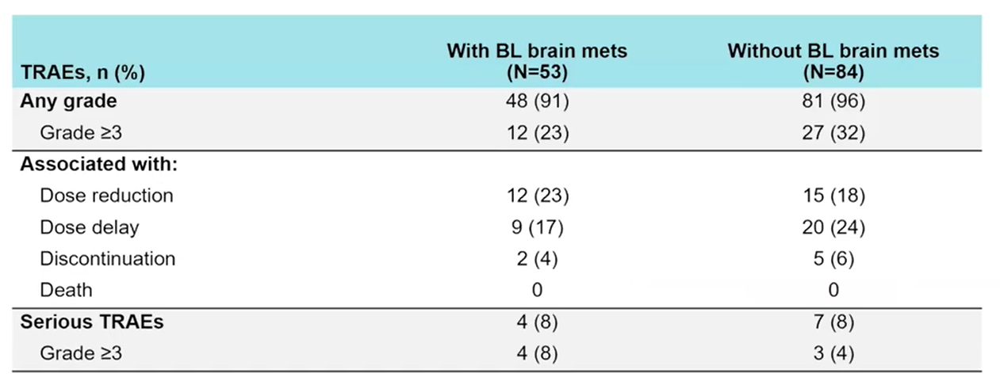 With BL brain mets Without BL brain mets
TRAEs, n (%) (N=53) (N=84)
Any grade 48 (91) 81 (96)
Grade ≥3 12 (23) 27 (32)
Associated with:
Dose reduction 12 (23) 15 (18)
Dose delay 9 (17) 20 (24)
Discontinuation 2 (4) 5 (6)
Death 0 0
Serious TRAEs 4 (8) 7 (8)
Grade ≥3 4 (8) 3 (4)